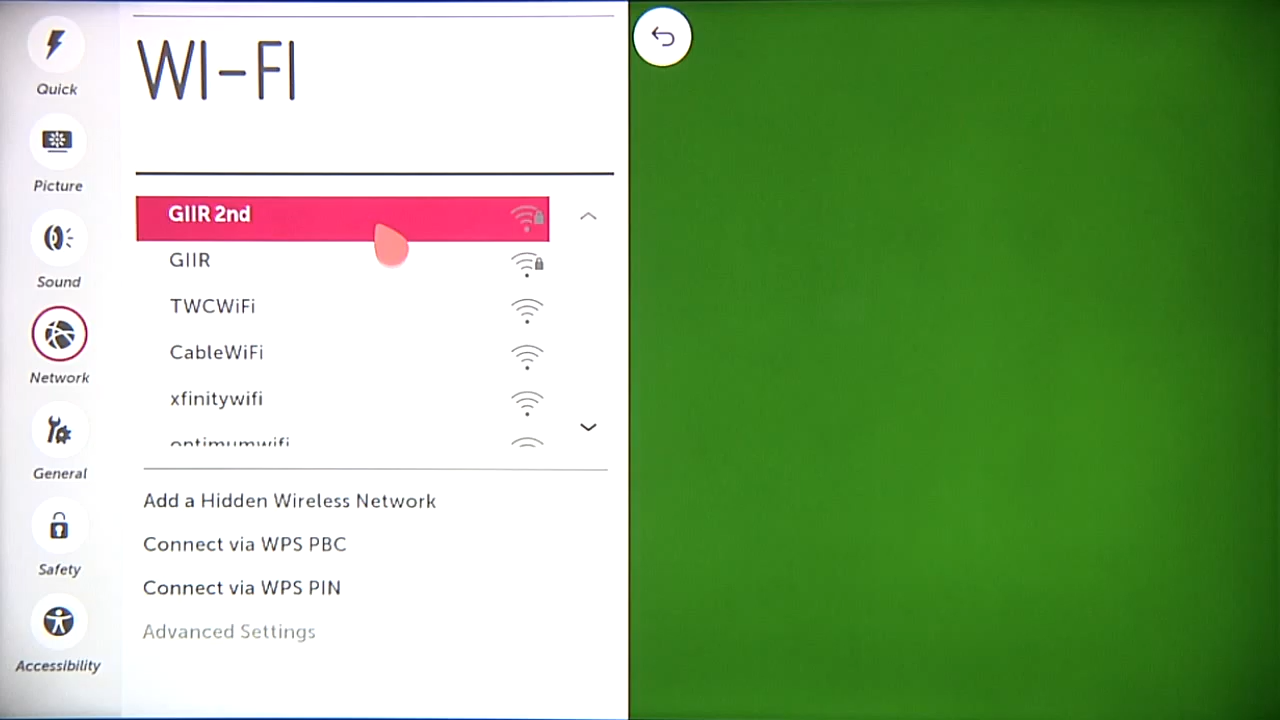 Quick
Picture
Sound
Network
General
Safety
Accessibility
WI-FI
GIIR 2nd
GIIR
TWCWiFi
CableWiFi
xfinitywifi
optimumwifi
Add a Hidden Wireless Network
Connect via WPS PBC
Connect via WPS PIN
Advanced Settings